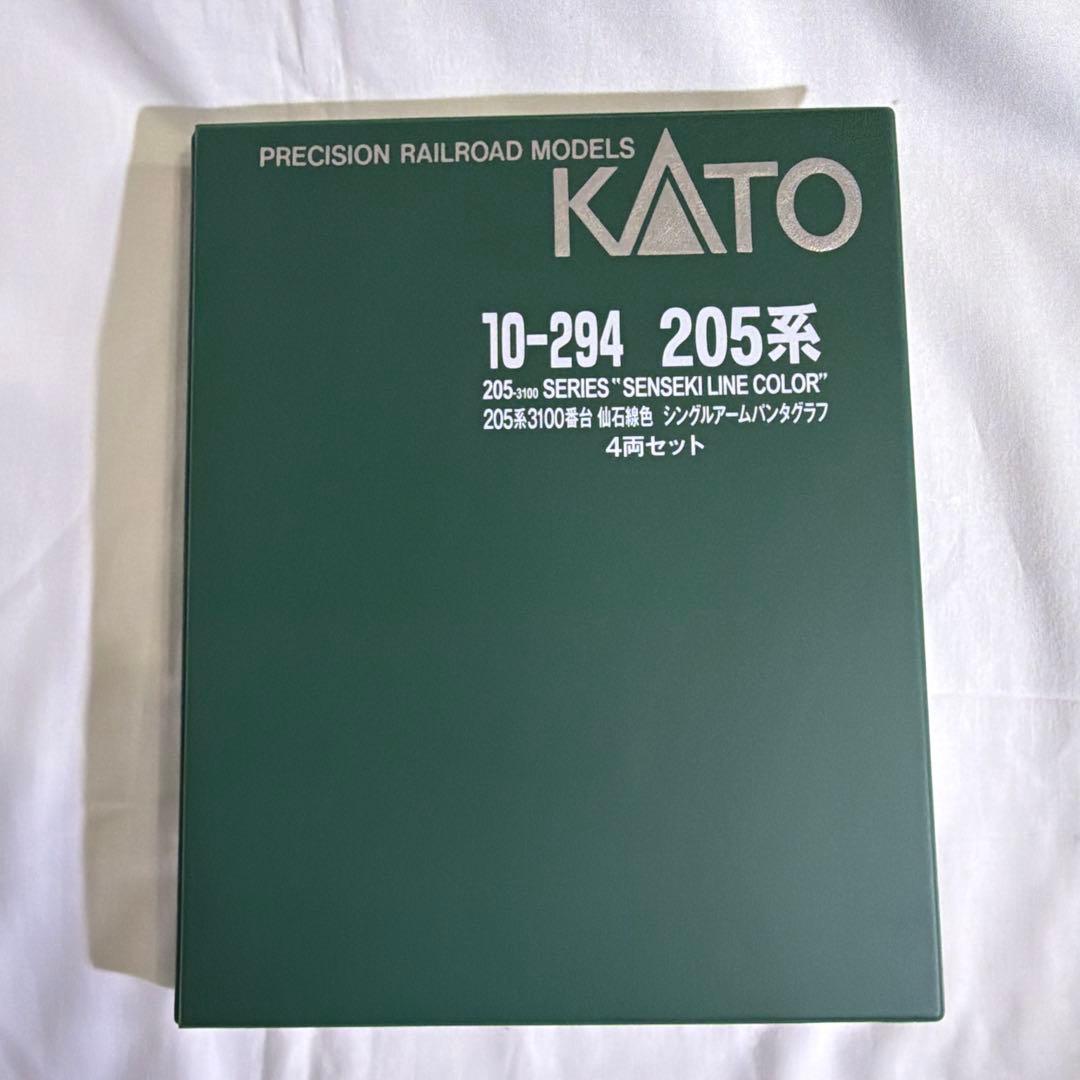 PRECISION RAILROAD MODELS
KATO
10-294 205系
205-3100 SERIES "SENSEKI LINE COLOR"
205系3100番台 仙石線色 シングルアームパンタグラフ
4両セット